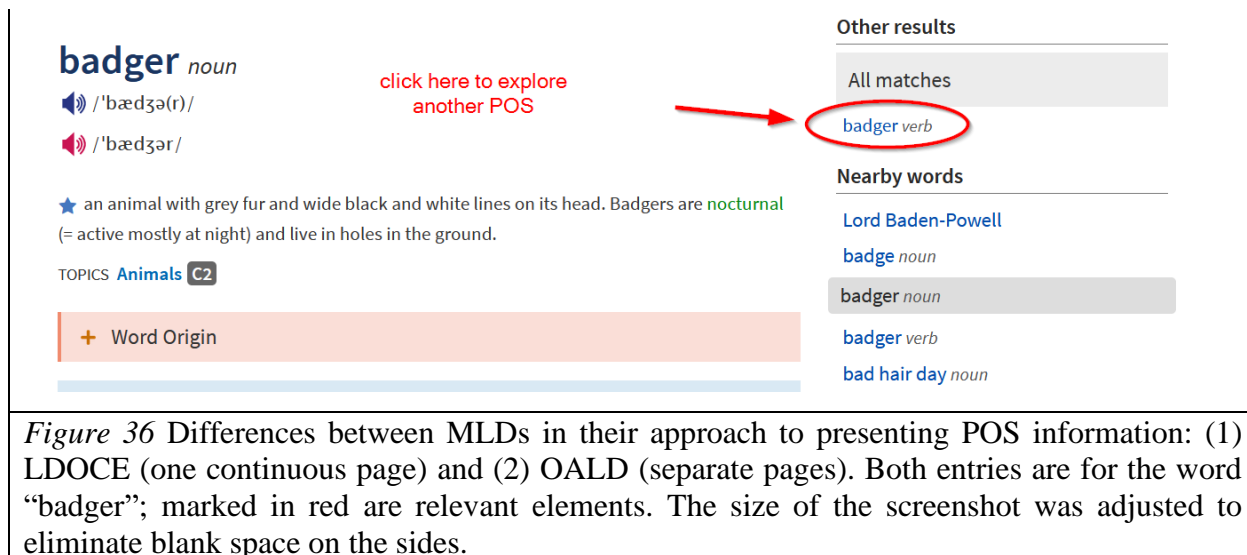 badger noun
/ˈbædʒə(r)/
/ˈbædʒər/
click here to explore
another POS
an animal with grey fur and wide black and white lines on its head. Badgers are nocturnal
(= active mostly at night) and live in holes in the ground.
TOPICS Animals C2
+ Word Origin
Other results
All matches
badger verb
Nearby words
Lord Baden-Powell
badge noun
badger noun
badger verb
bad hair day noun
Figure 36 Differences between MLDs in their approach to presenting POS information: (1)
LDOCE (one continuous page) and (2) OALD (separate pages). Both entries are for the word
“badger”; marked in red are relevant elements. The size of the screenshot was adjusted to
eliminate blank space on the sides.